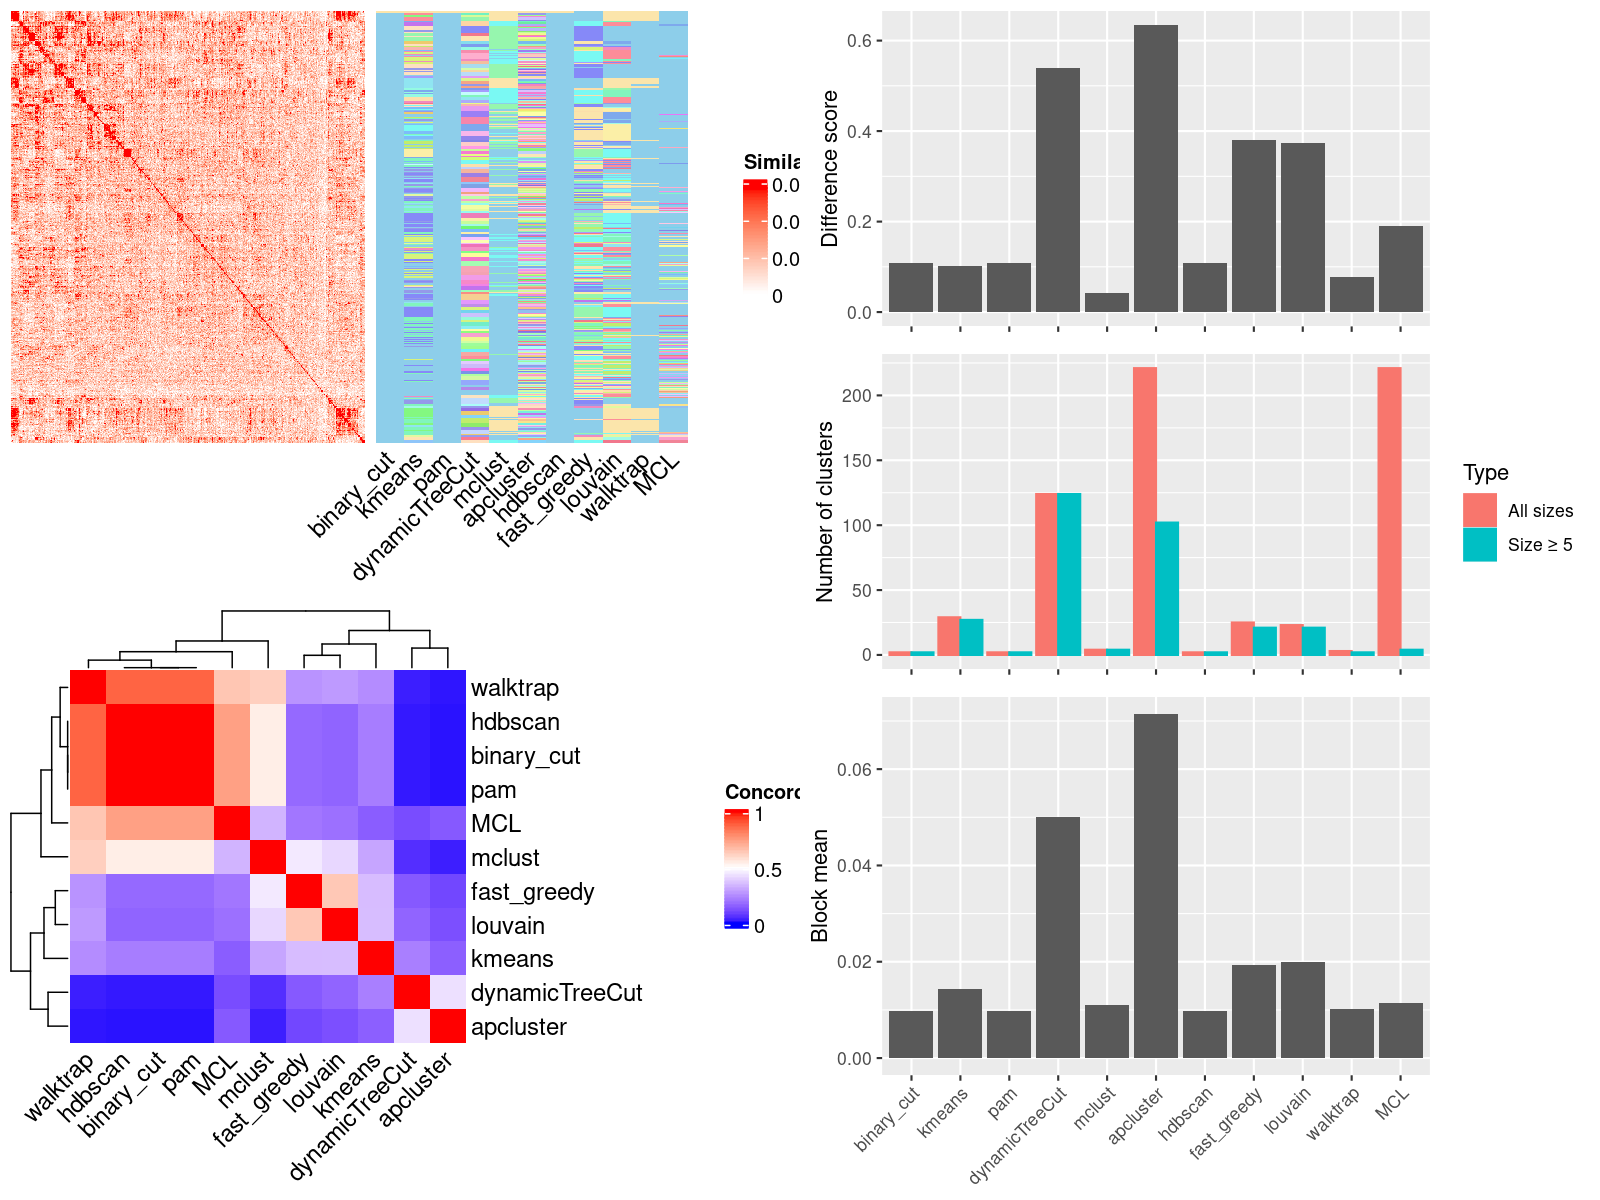 Simila
0.0
0.0
0.0
0
binary_cut
kmeans
pam
dynamicTreeCut
mclust
apcluster
hdbscan
fast_greedy
louvain
walktrap
MCL
walktrap
hdbscan
binary_cut
pam
MCL
mclust
fast_greedy
louvain
kmeans
dynamicTreeCut
apcluster
walktrap
hdbscan
binary_cut
pam
MCL
mclust
fast_greedy
louvain
kmeans
dynamicTreeCut
apcluster
Concord
1
0.5
0
Difference score
0.6
0.4
0.2
0.0
Number of clusters
200
150
100
50
0
Type
All sizes
Size ≥ 5
Block mean
0.06
0.04
0.02
0.00
binary_cut
kmeans
pam
dynamicTreeCut
mclust
apcluster
hdbscan
fast_greedy
louvain
walktrap
MCL